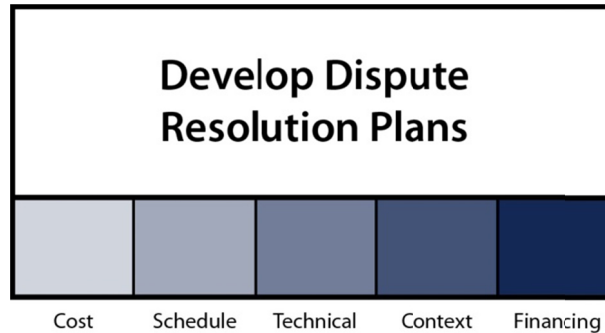 Develop Dispute
Resolution Plans
Cost Schedule Technical Context Financing